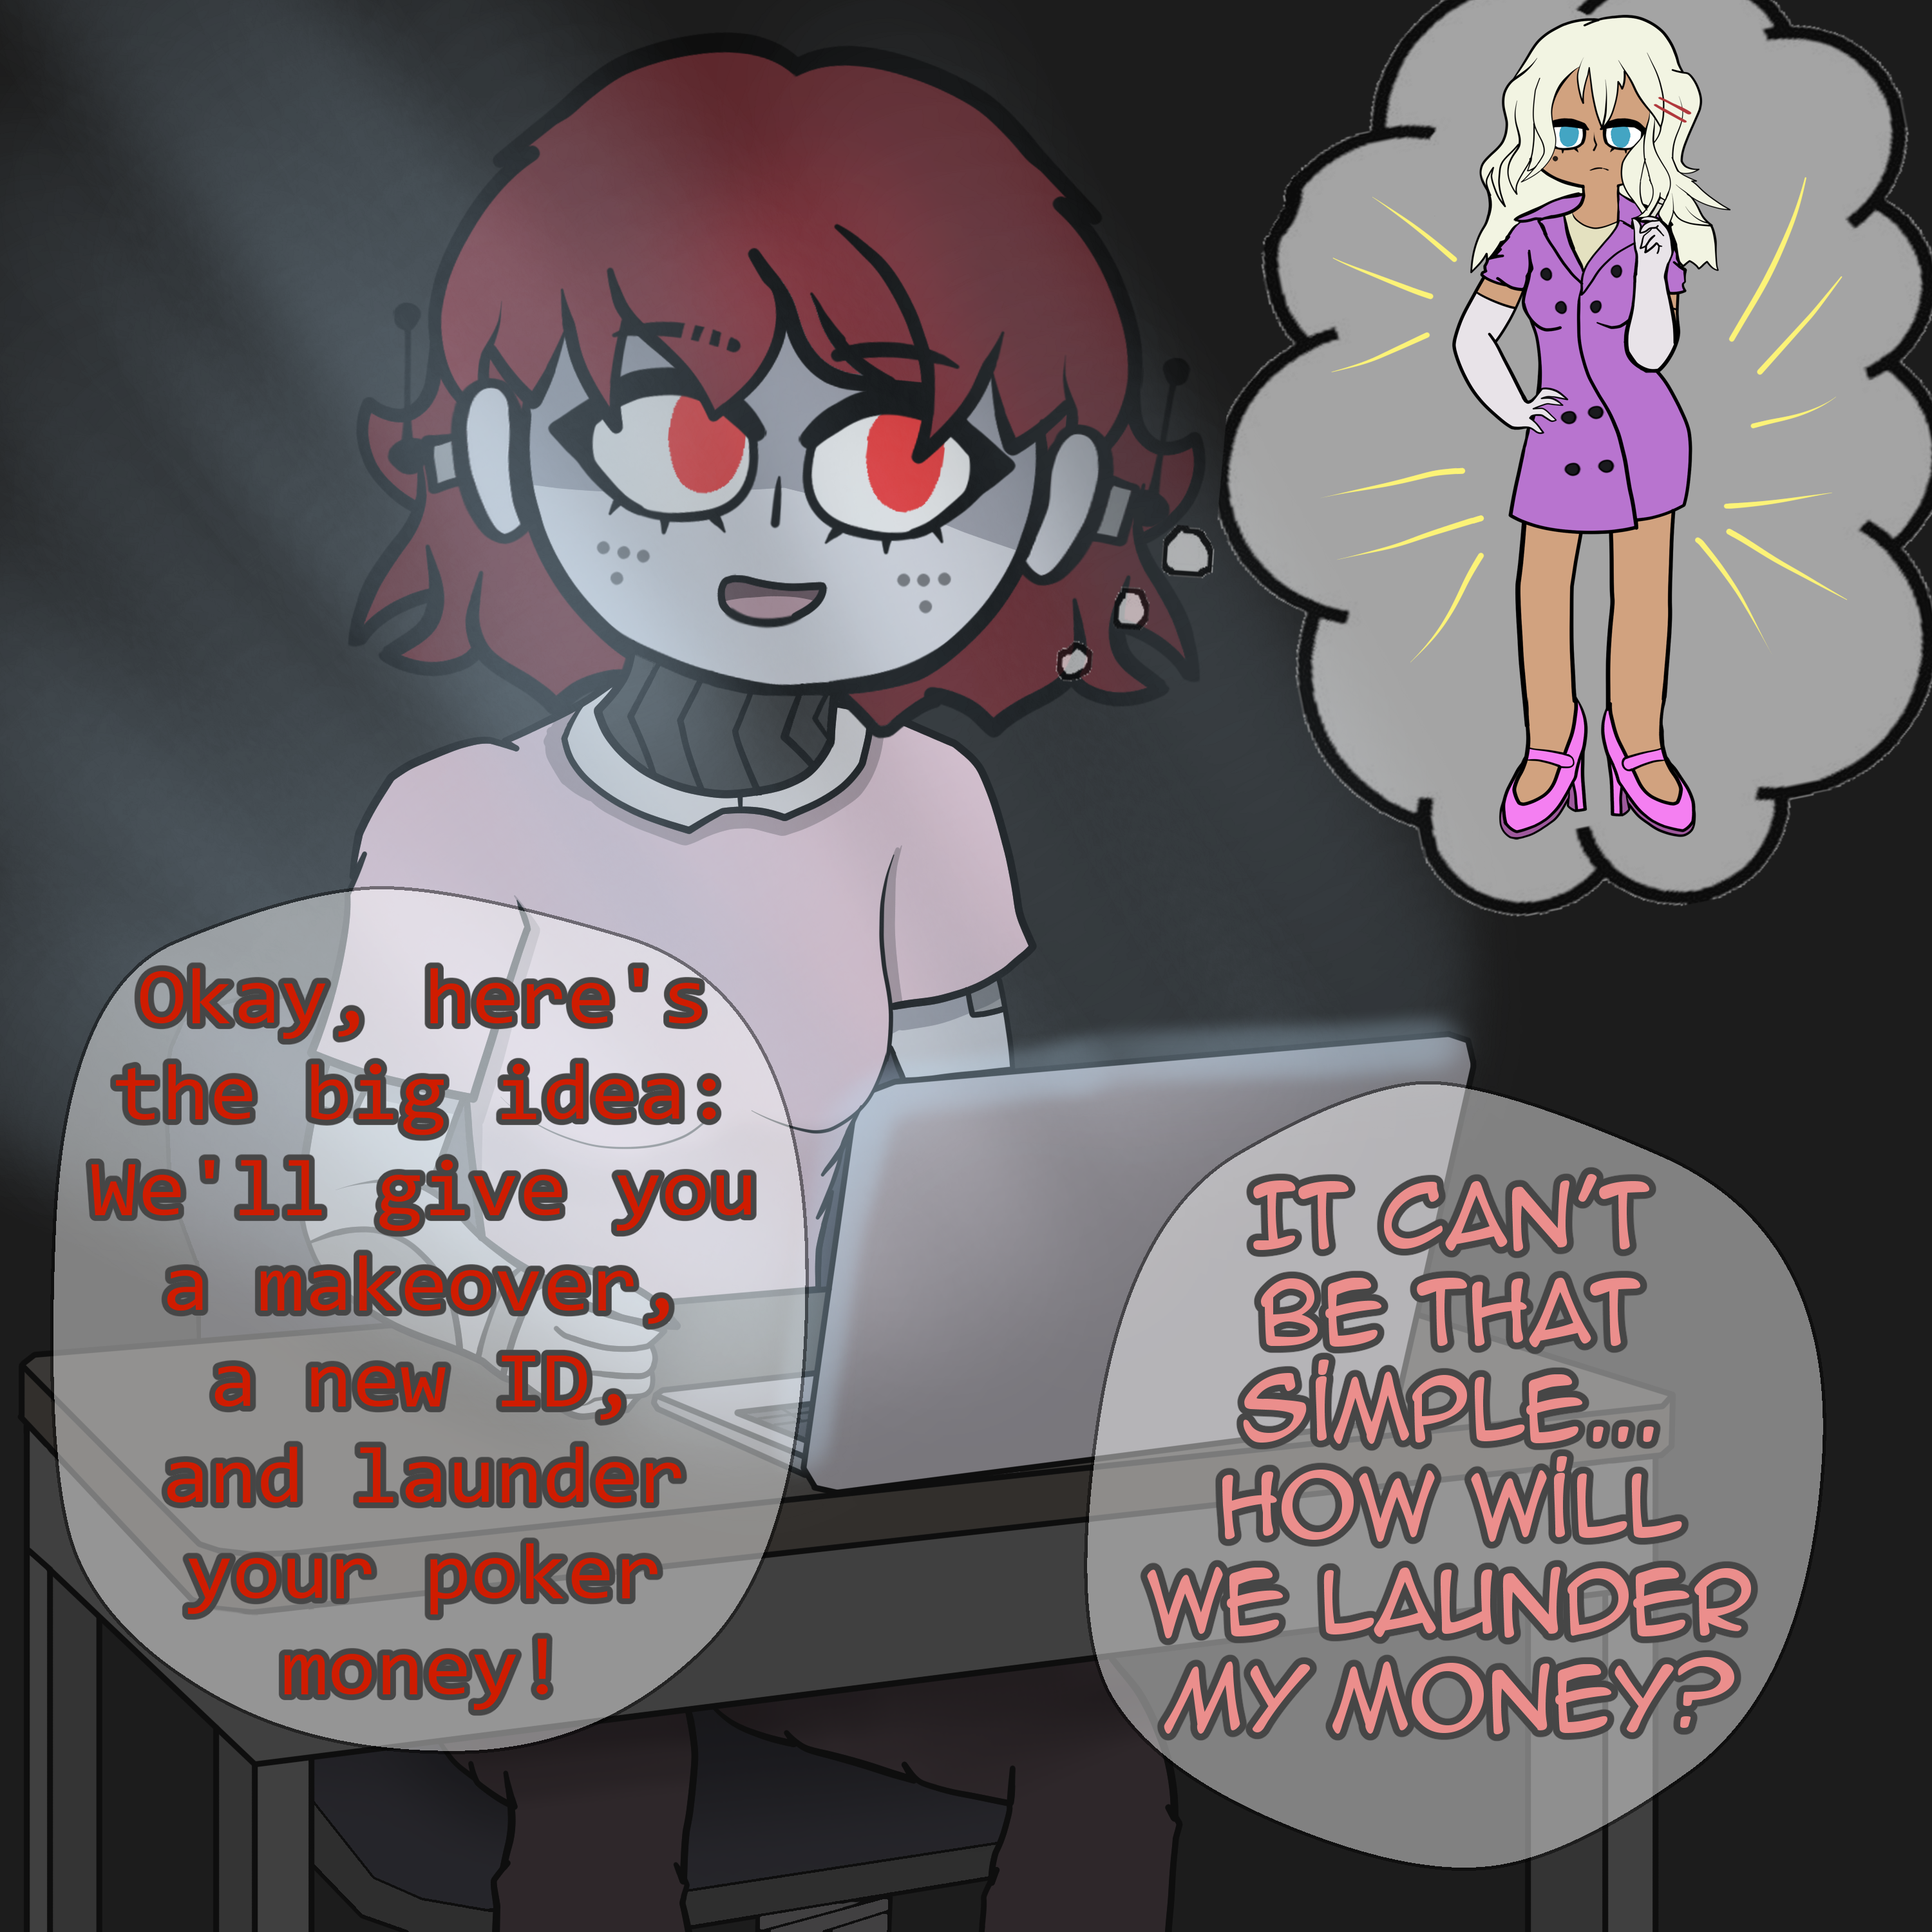 Okay, here's
the big idea:
We'll give you
a makeover,
a new ID,
and launder
your poker
money!
IT CAN'T
BE THAT
SIMPLE...
HOW WILL
WE LAUNDER
MY MONEY?